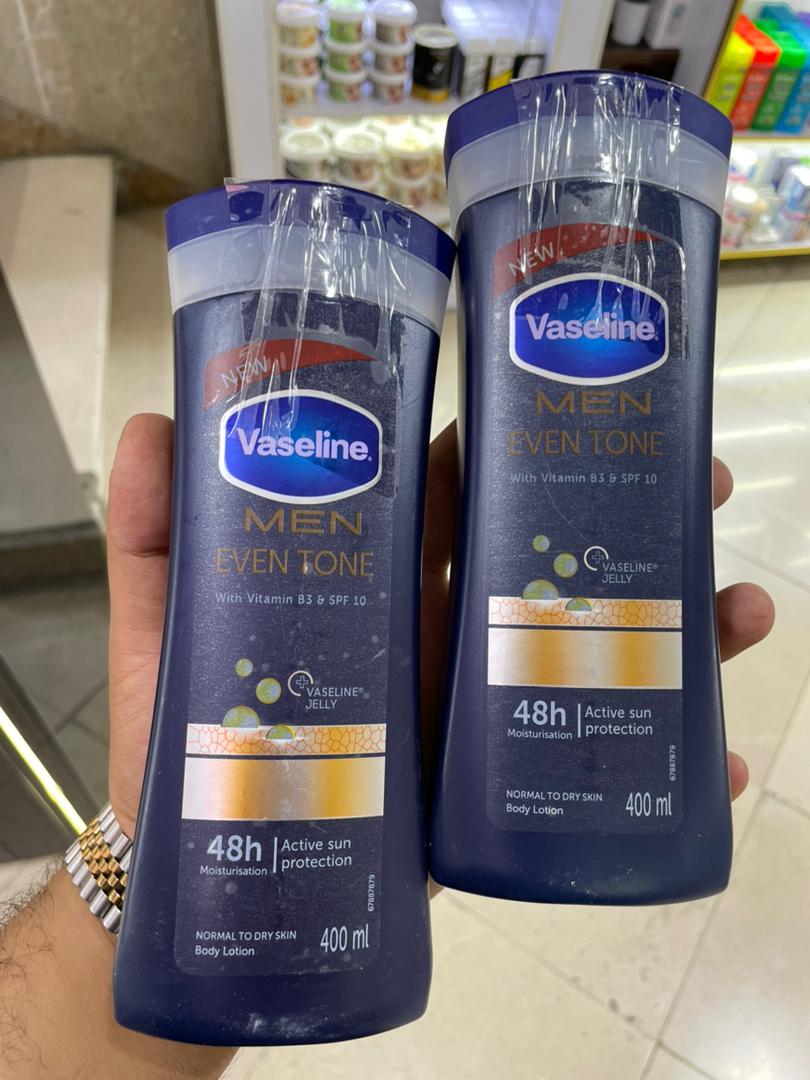 NEW
Vaseline®
MEN
EVEN TONE
With Vitamin B3 & SPF 10
VASELINE®
JELLY
48h
Moisturisation
Active sun
protection
67887879
NORMAL TO DRY SKIN
Body Lotion
400 ml
NEW
Vaseline®
MEN
EVEN TONE
With Vitamin B3 & SPF 10
VASELINE®
JELLY
48h
Moisturisation
Active sun
protection
67887879
NORMAL TO DRY SKIN
Body Lotion
400 ml